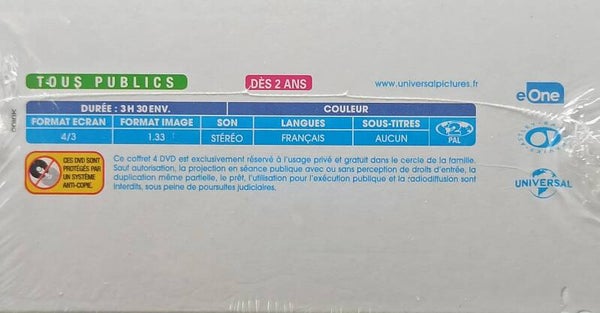 TOUS PUBLICS
DÈS 2 ANS
www.universalpictures.fr
eOne
DURÉE : 3 H 30 ENV.
COULEUR
FORMAT ECRAN
FORMAT IMAGE
SON
LANGUES
SOUS-TITRES
2
PAL
4/3
1.33
STÉRÉO
FRANÇAIS
AUCUN
CES DVD SONT
PROTÉGÉS PAR
UN SYSTÈME
ANTI-COPIE.
Ce coffret 4 DVD est exclusivement réservé à l'usage privé et gratuit dans le cercle de la famille.
Sauf autorisation, la projection en séance publique avec ou sans perception de droits d'entrée, la
duplication même partielle, le prêt, l'utilisation pour l'exécution publique et la radiodiffusion sont
interdits, sous peine de poursuites judiciaires.
UNIVERSAL